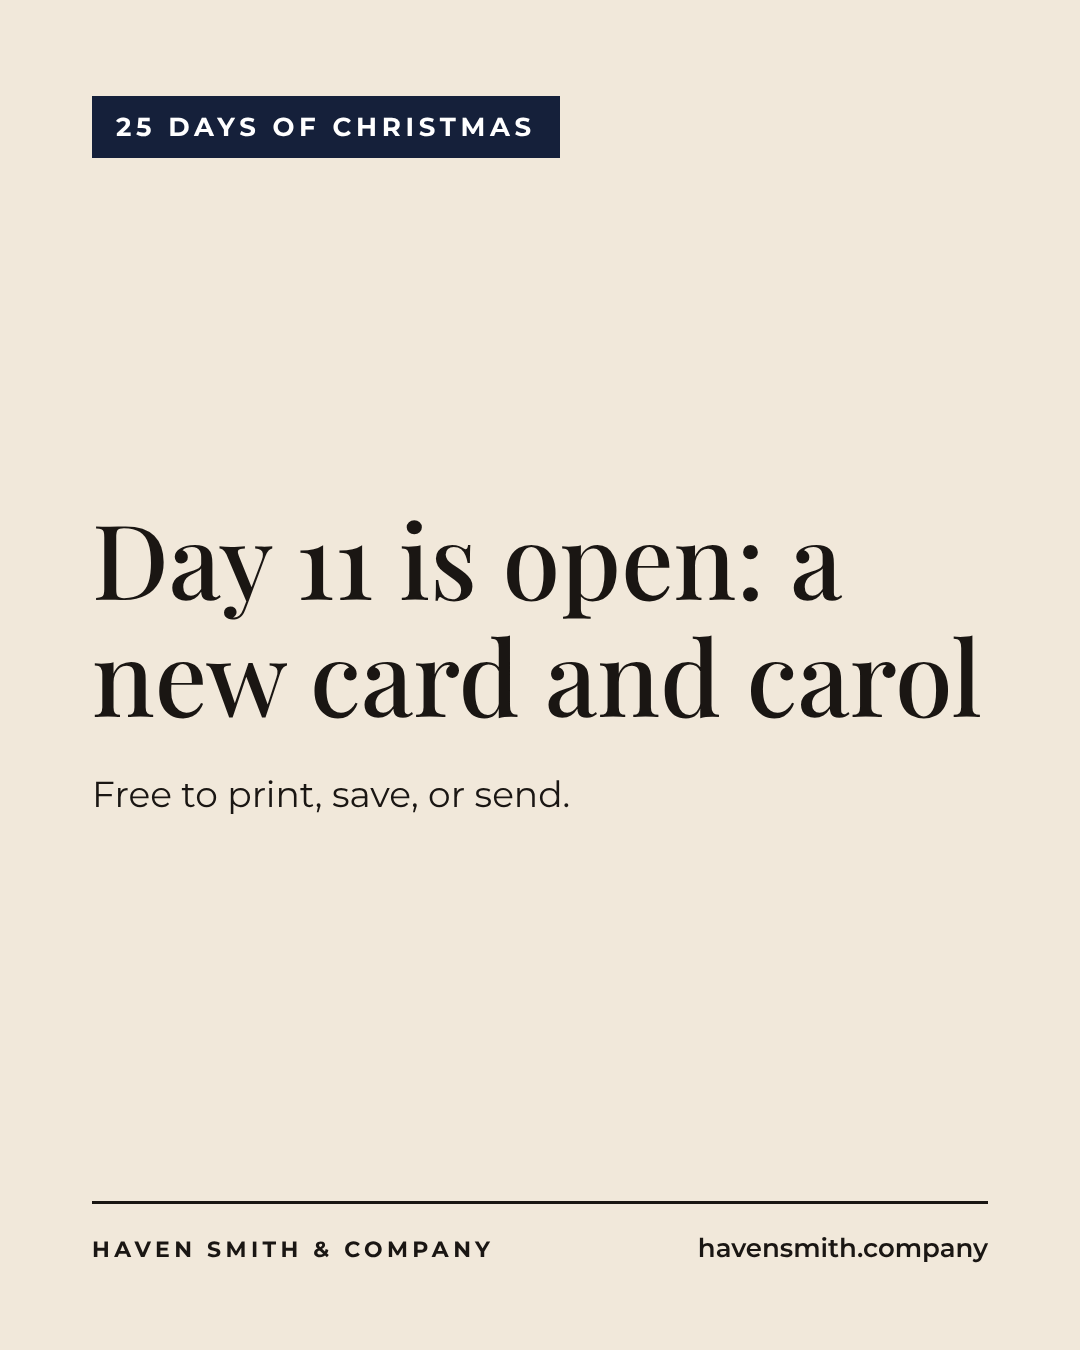 25 DAYS OF CHRISTMAS
Day 11 is open: a
new card and carol
Free to print, save, or send.
HAVEN SMITH & COMPANY
havensmith.company